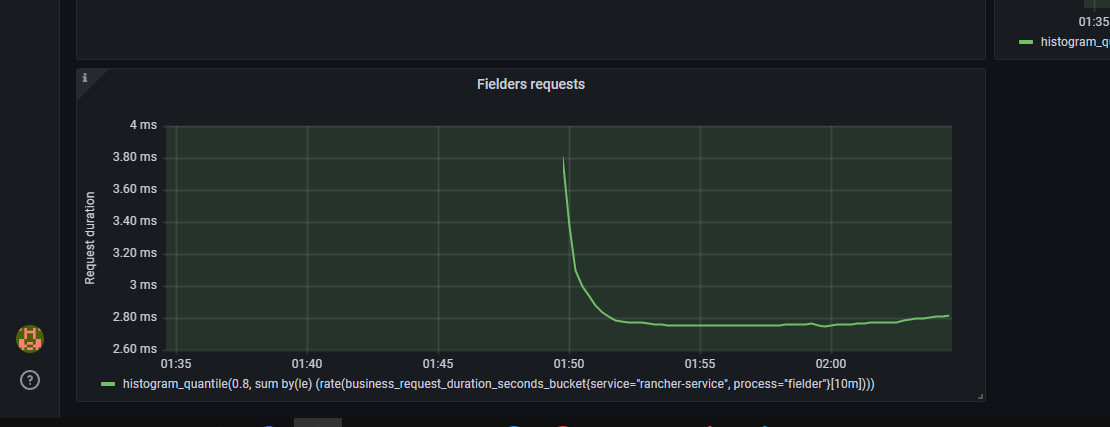 01:35
histogram_q
i
Fielders requests
4 ms
3.80 ms
3.60 ms
3.40 ms
3.20 ms
3 ms
2.80 ms
2.60 ms
Request duration
01:35 01:40 01:45 01:50 01:55 02:00
histogram_quantile(0.8, sum by(le) (rate(business_request_duration_seconds_bucket{service="rancher-service", process="fielder"}[10m])))
?